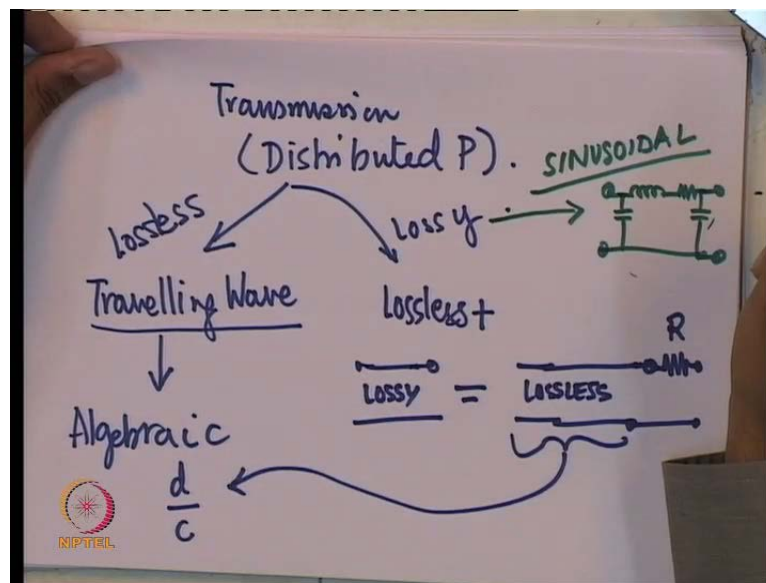 Transmission
(Distributed P).
SINUSOIDAL
Lossless
Lossy
Travelling Wave
Lossless +
R
LOSSY = LOSSLESS
Algebraic
d
c
NPTEL